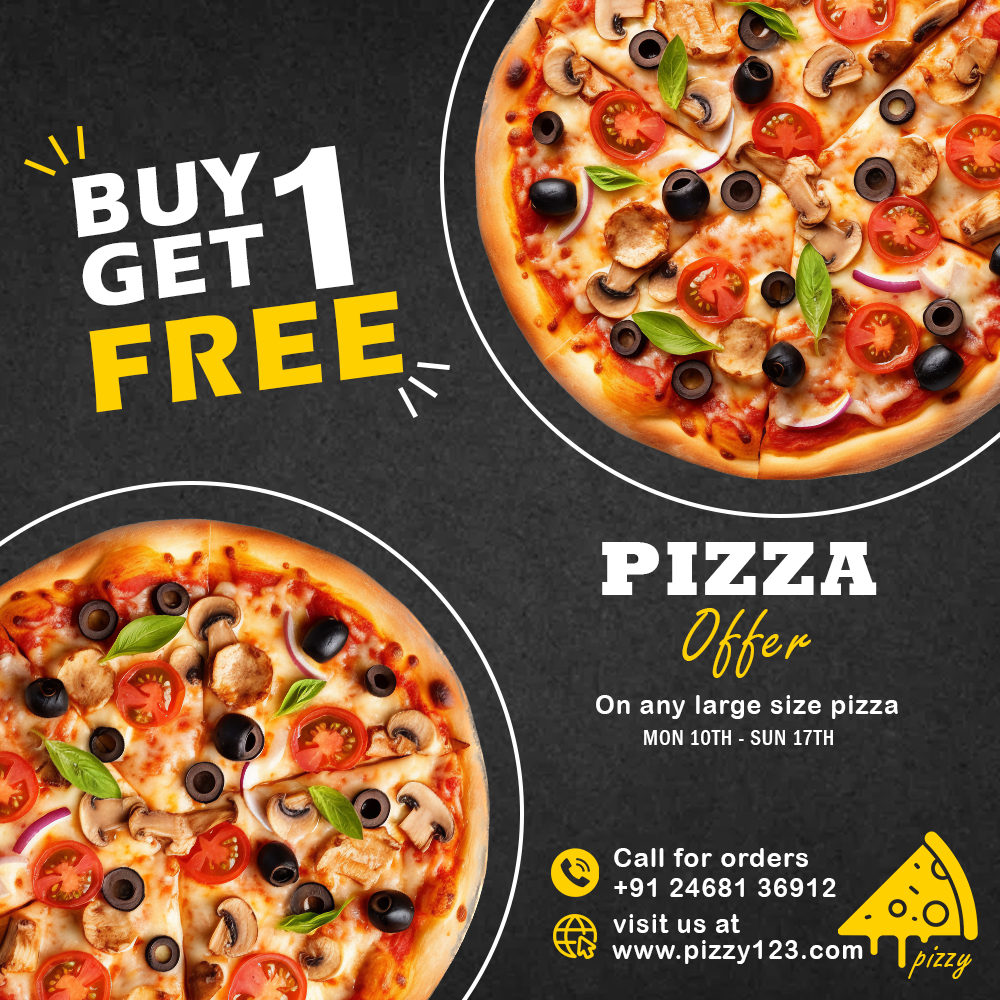 BUY 1
GET
FREE
PIZZA
Offer
On any large size pizza
MON 10TH - SUN 17TH
Call for orders
+91 24681 36912
visit us at
www.pizzy123.com
pizzy